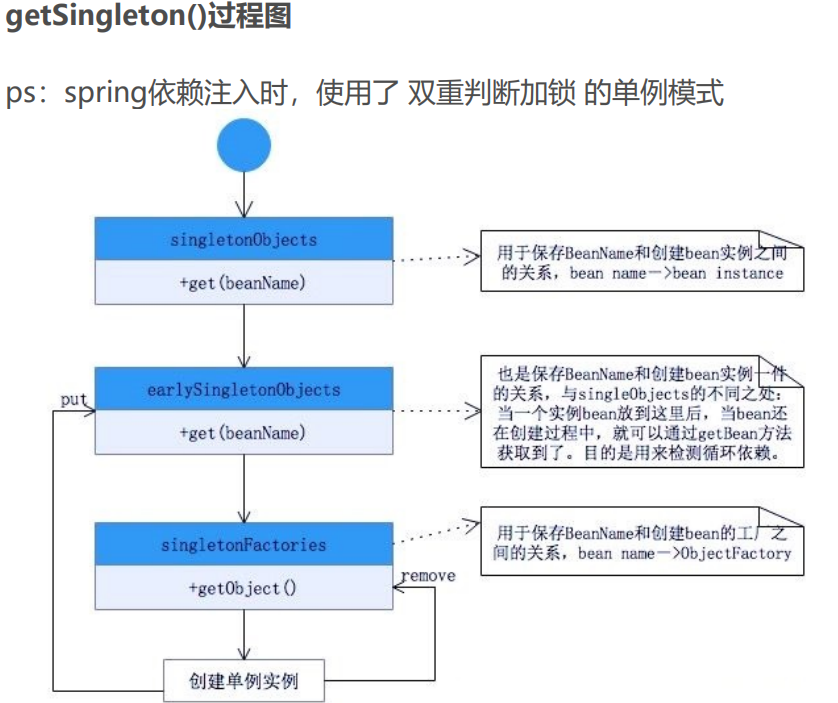 getSingleton()过程图
ps：spring依赖注入时，使用了 双重判断加锁 的单例模式
singletonObjects
+get(beanName)
用于保存BeanName和创建bean实例之间
的关系，bean name—>bean instance
earlySingletonObjects
+get(beanName)
put
也是保存BeanName和创建bean实例一件
的关系，与singleObjects的不同之处：
当一个实例bean放到这里后，当bean还
在创建过程中，就可以通过getBean方法
获取到了。目的是用来检测循环依赖。
singletonFactories
+getObject()
用于保存BeanName和创建bean的工厂之
间的关系，bean name—>ObjectFactory
remove
创建单例实例